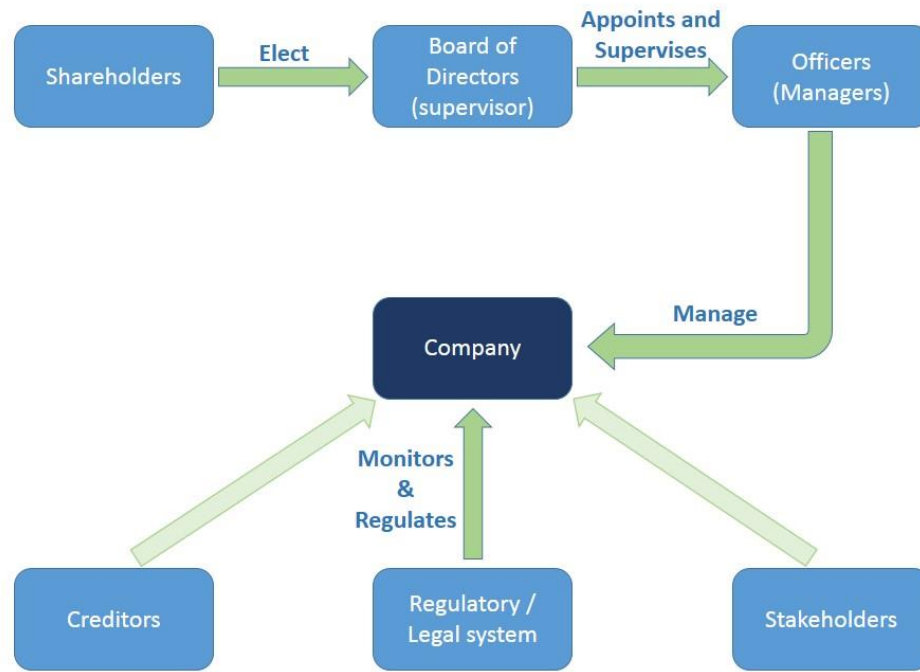 Shareholders
Elect
Board of
Directors
(supervisor)
Appoints and
Supervises
Officers
(Managers)
Manage
Company
Monitors
&
Regulates
Creditors
Regulatory /
Legal system
Stakeholders